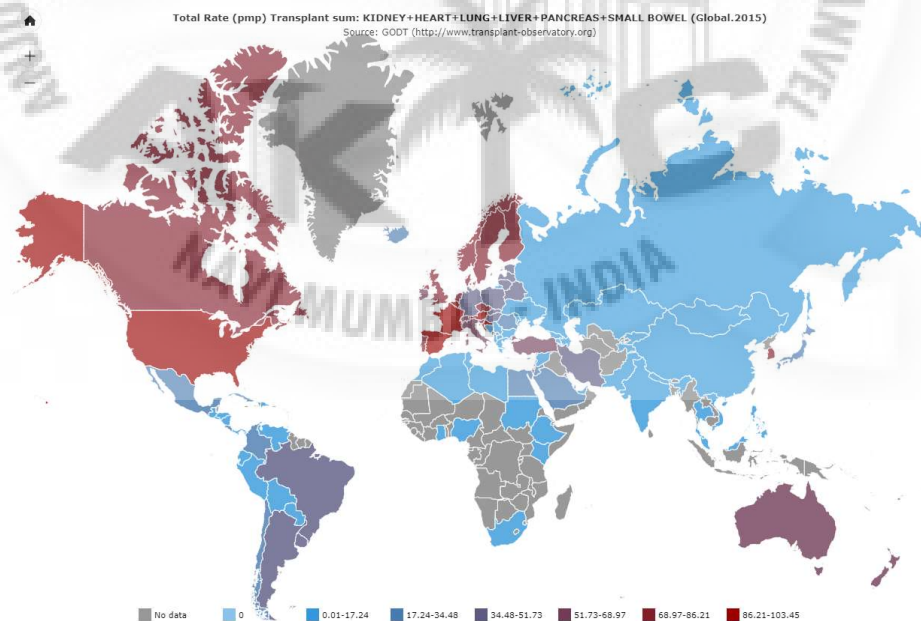 Total Rate (pmp) Transplant sum: KIDNEY+HEART+LUNG+LIVER+PANCREAS+SMALL BOWEL (Global.2015)
Source: GODT (http://www.transplant-observatory.org)
NAVI MUMBAI - INDIA
No data 0 0.01-17.24 17.24-34.48 34.48-51.73 51.73-68.97 68.97-86.21 86.21-103.45